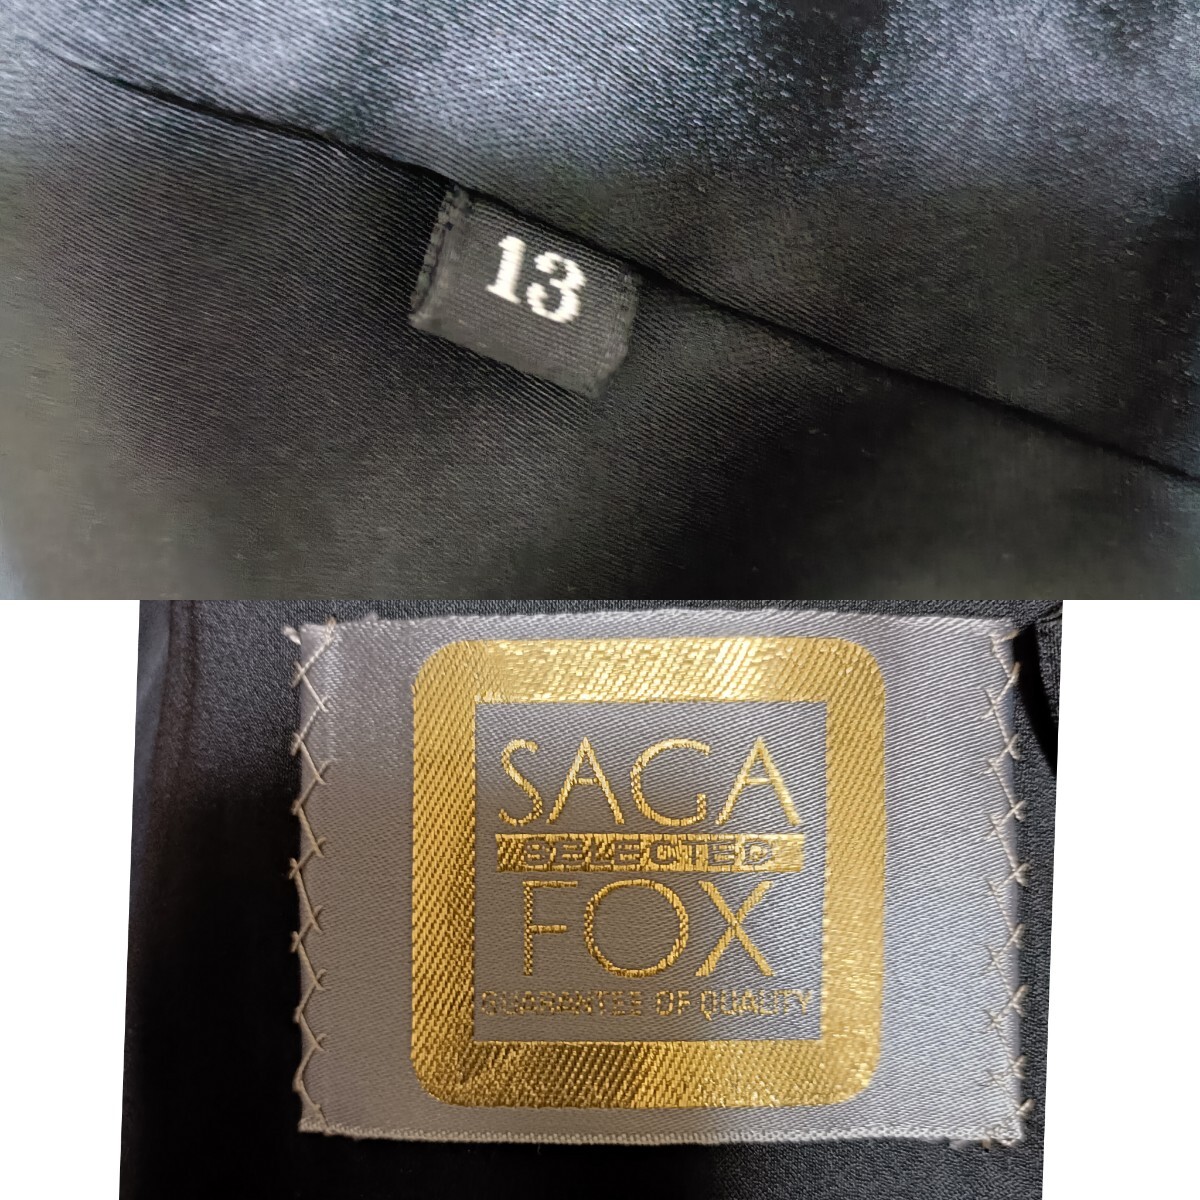 13
SAGA
SELECTED
FOX
GUARANTEE OF QUALITY